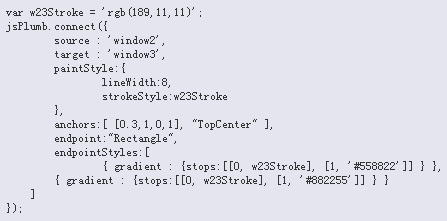 var w23Stroke = 'rgb(189,11,11)';
jsPlumb.connect({
source : 'window2',
target : 'window3',
paintStyle:{
lineWidth:8,
strokeStyle:w23Stroke
},
anchors:[ [0.3,1,0,1], "TopCenter" ],
endpoint:"Rectangle",
endpointStyles:[
{ gradient : {stops:[[0, w23Stroke], [1, '#558822']] } },
{ gradient : {stops:[[0, w23Stroke], [1, '#882255']] } }
]
});